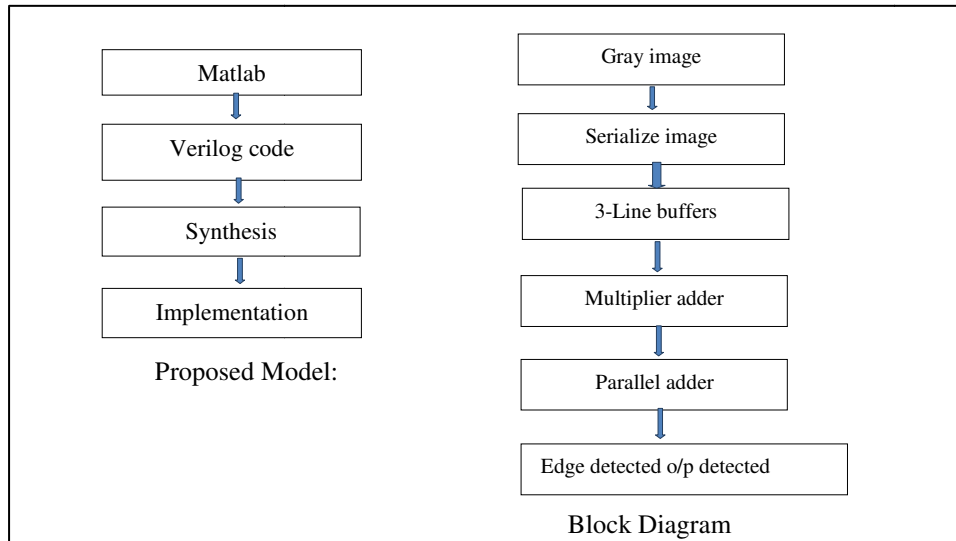 Matlab
Verilog code
Synthesis
Implementation
Proposed Model:
Gray image
Serialize image
3-Line buffers
Multiplier adder
Parallel adder
Edge detected o/p detected
Block Diagram